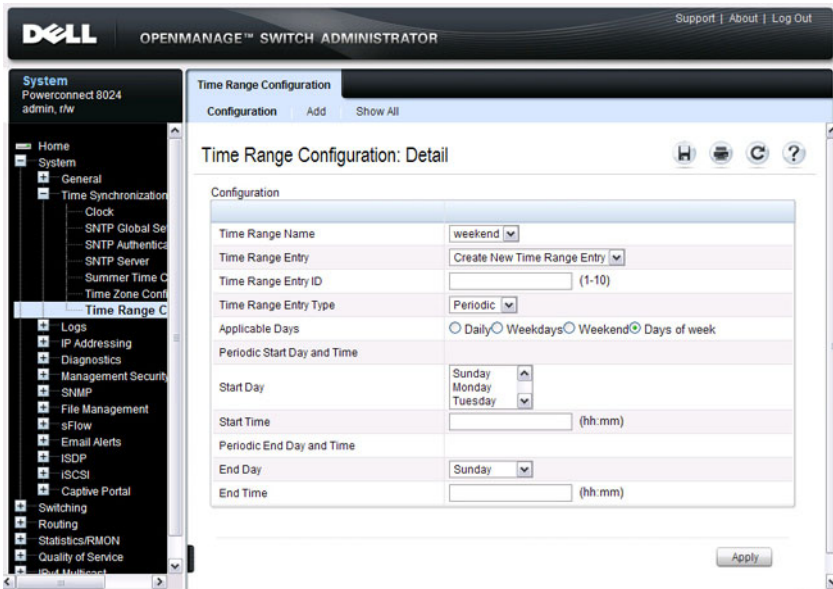 Support | About | Log Out
DELL
OPENMANAGE™ SWITCH ADMINISTRATOR
System
Powerconnect 8024
admin, r/w
Home
System
General
Time Synchronization
Clock
SNTP Global Se
SNTP Authentica
SNTP Server
Summer Time C
Time Zone Confi
Time Range C
Logs
IP Addressing
Diagnostics
Management Security
SNMP
File Management
sFlow
Email Alerts
ISDP
iSCSI
Captive Portal
Switching
Routing
Statistics/RMON
Quality of Service
IPv4 Multicast
Time Range Configuration
Configuration Add Show All
Time Range Configuration: Detail
Configuration
Time Range Name weekend
Time Range Entry Create New Time Range Entry
Time Range Entry ID (1-10)
Time Range Entry Type Periodic
Applicable Days Daily Weekdays Weekend Days of week
Periodic Start Day and Time
Start Day Sunday
Monday
Tuesday
Start Time (hh:mm)
Periodic End Day and Time
End Day Sunday
End Time (hh:mm)
Apply